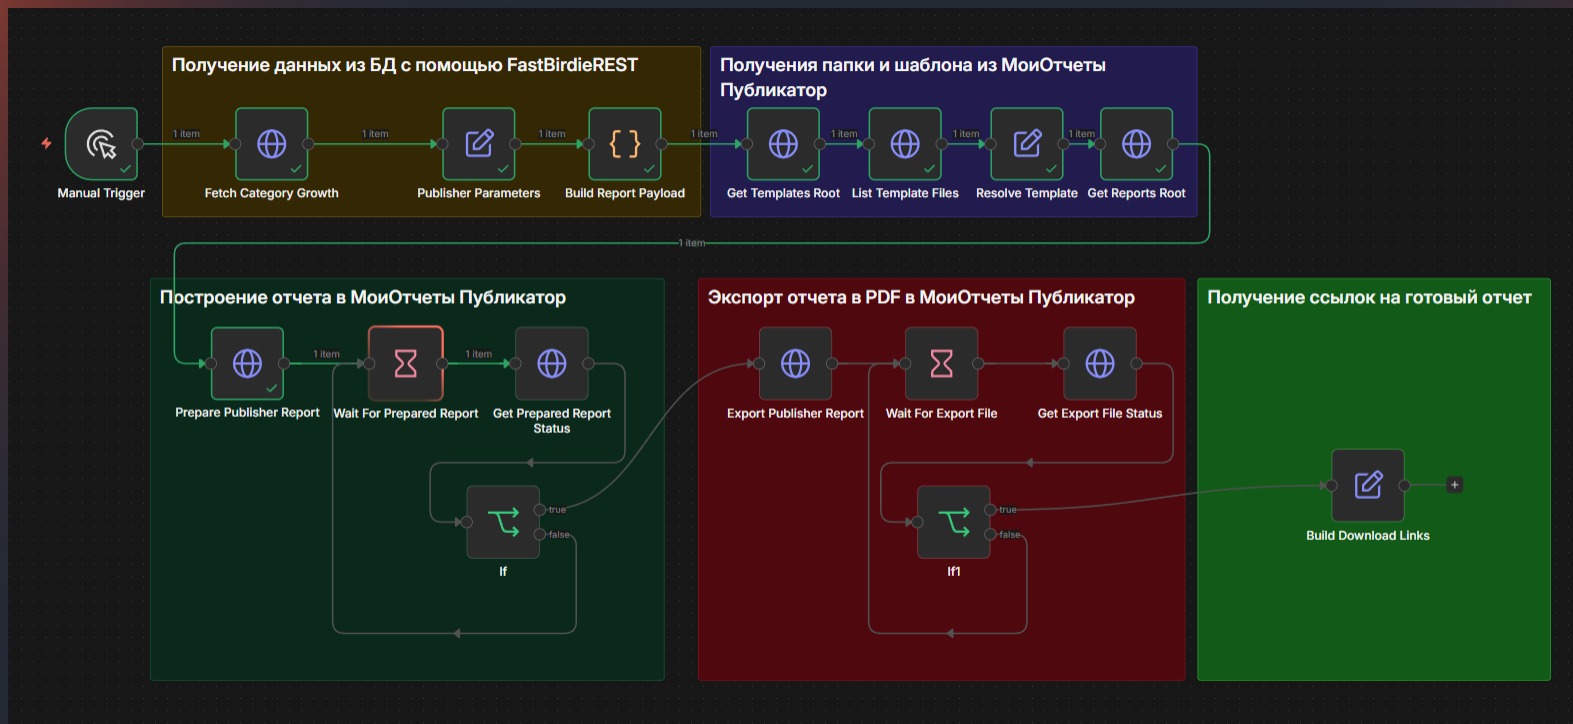 Получение данных из БД с помощью FastBirdieREST
Получения папки и шаблона из МоиОтчеты
Публикатор
1 item
1 item
1 item
1 item
1 item
1 item
1 item
Manual Trigger
Fetch Category Growth
Publisher Parameters
Build Report Payload
Get Templates Root
List Template Files
Resolve Template
Get Reports Root
1 item
Построение отчета в МоиОтчеты Публикатор
Экспорт отчета в PDF в МоиОтчеты Публикатор
Получение ссылок на готовый отчет
1 item
1 item
Prepare Publisher Report
Wait For Prepared Report
Get Prepared Report
Status
Export Publisher Report
Wait For Export File
Get Export File Status
true
false
If
true
false
If1
Build Download Links